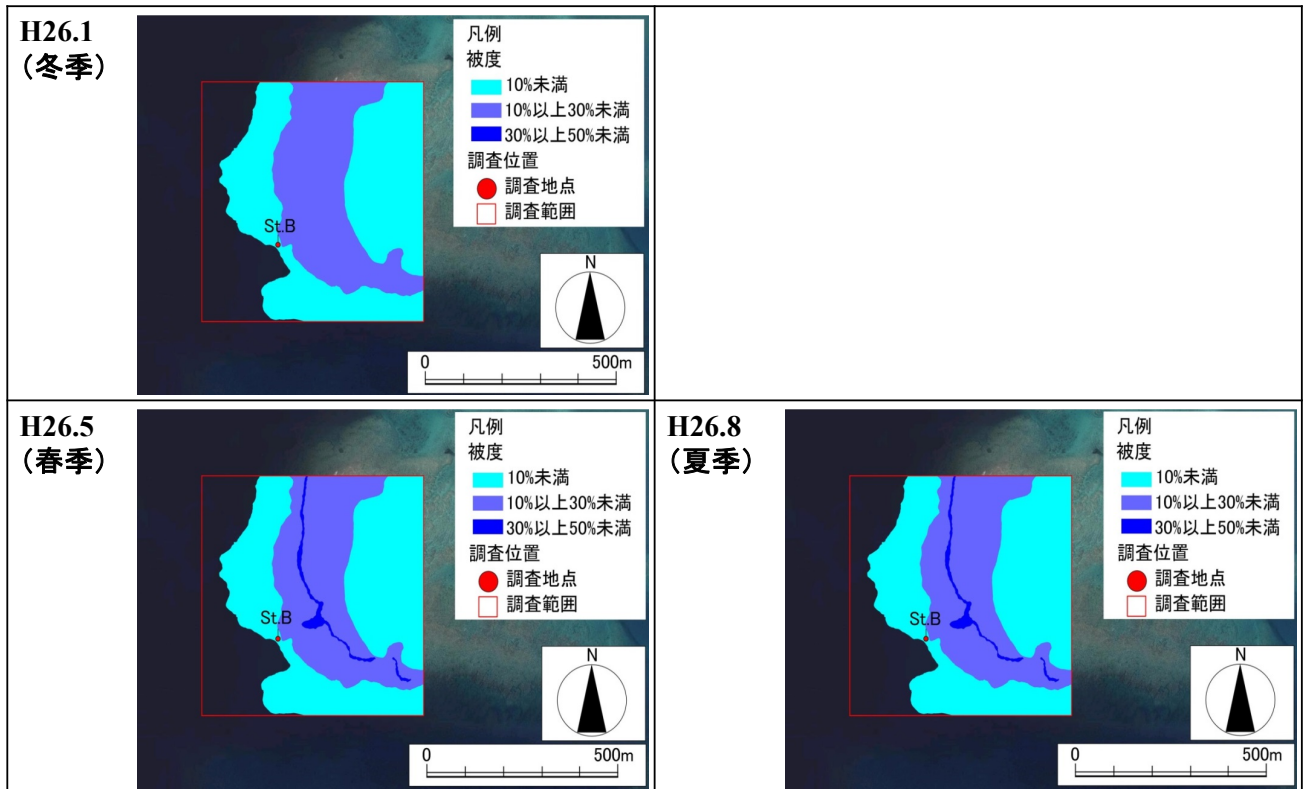 H26.1
(冬季)
凡例
被度
10%未満
10%以上30%未満
30%以上50%未満
調査位置
調査地点
調査範囲
St.B
N
0 500m
H26.5
(春季)
凡例
被度
10%未満
10%以上30%未満
30%以上50%未満
調査位置
調査地点
調査範囲
St.B
N
0 500m
H26.8
(夏季)
凡例
被度
10%未満
10%以上30%未満
30%以上50%未満
調査位置
調査地点
調査範囲
St.B
N
0 500m